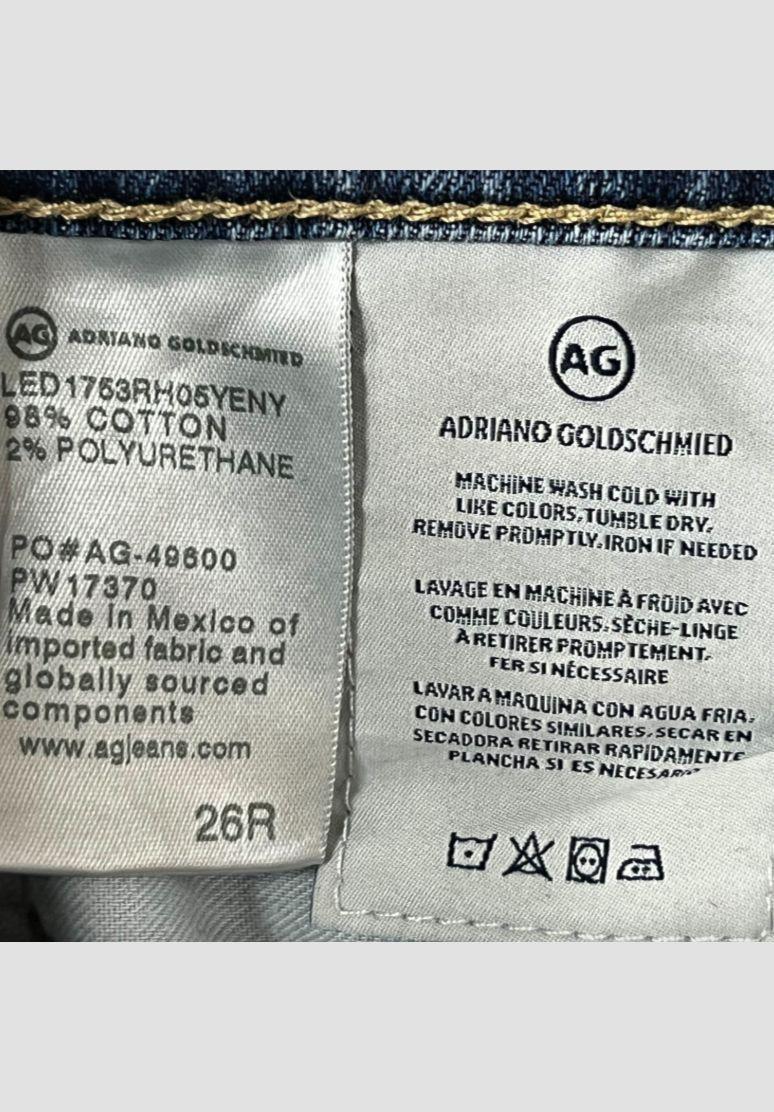 AG ADRIANO GOLDSCHMIED
LED1753RH05YENY
98% COTTON
2% POLYURETHANE
PO#AG-49600
PW17370
Made in Mexico of
imported fabric and
globally sourced
components
www.agjeans.com
26R
AG
ADRIANO GOLDSCHMIED
MACHINE WASH COLD WITH
LIKE COLORS, TUMBLE DRY.
REMOVE PROMPTLY. IRON IF NEEDED
LAVAGE EN MACHINE À FROID AVEC
COMME COULEURS. SÈCHE-LINGE
À RETIRER PROMPTEMENT.
FER SI NÉCESSAIRE
LAVAR A MAQUINA CON AGUA FRIA.
CON COLORES SIMILARES. SECAR EN
SECADORA RETIRAR RAPIDAMENTE
PLANCHA SI ES